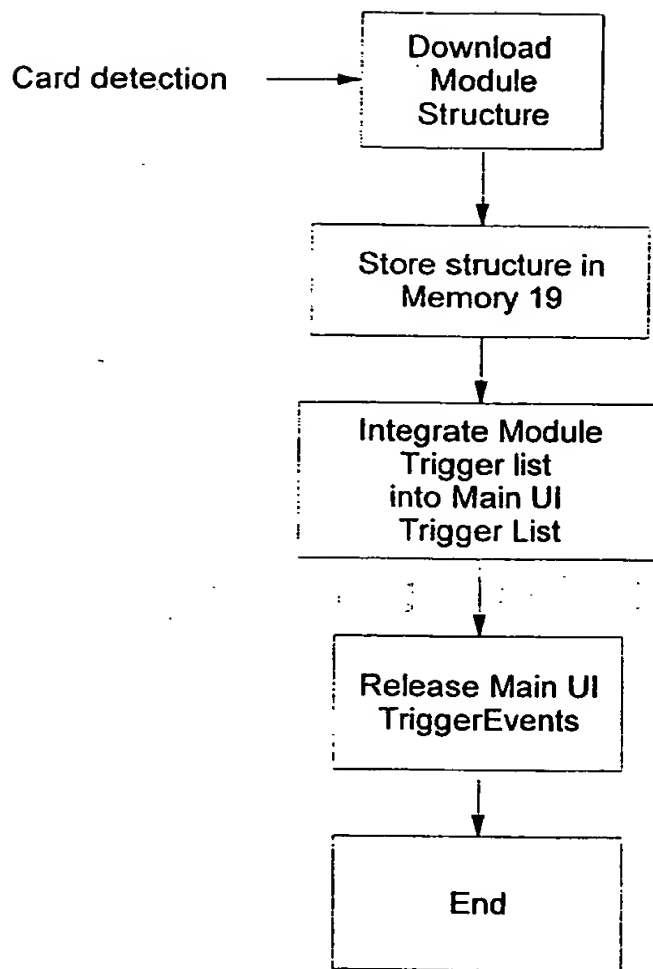 Card detection
Download
Module
Structure
Store structure in
Memory 19
Integrate Module
Trigger list
into Main UI
Trigger List
Release Main UI
TriggerEvents
End